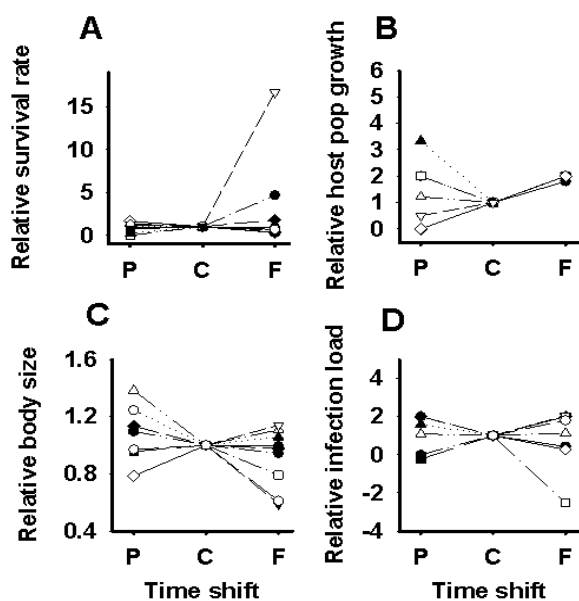 A
Relative survival rate
15
10
5
0
P C F
B
Relative host pop growth
6
5
4
3
2
1
0
P C F
C
Relative body size
1.6
1.2
0.8
0.4
P C F
Time shift
D
Relative infection load
4
2
0
-2
-4
P C F
Time shift